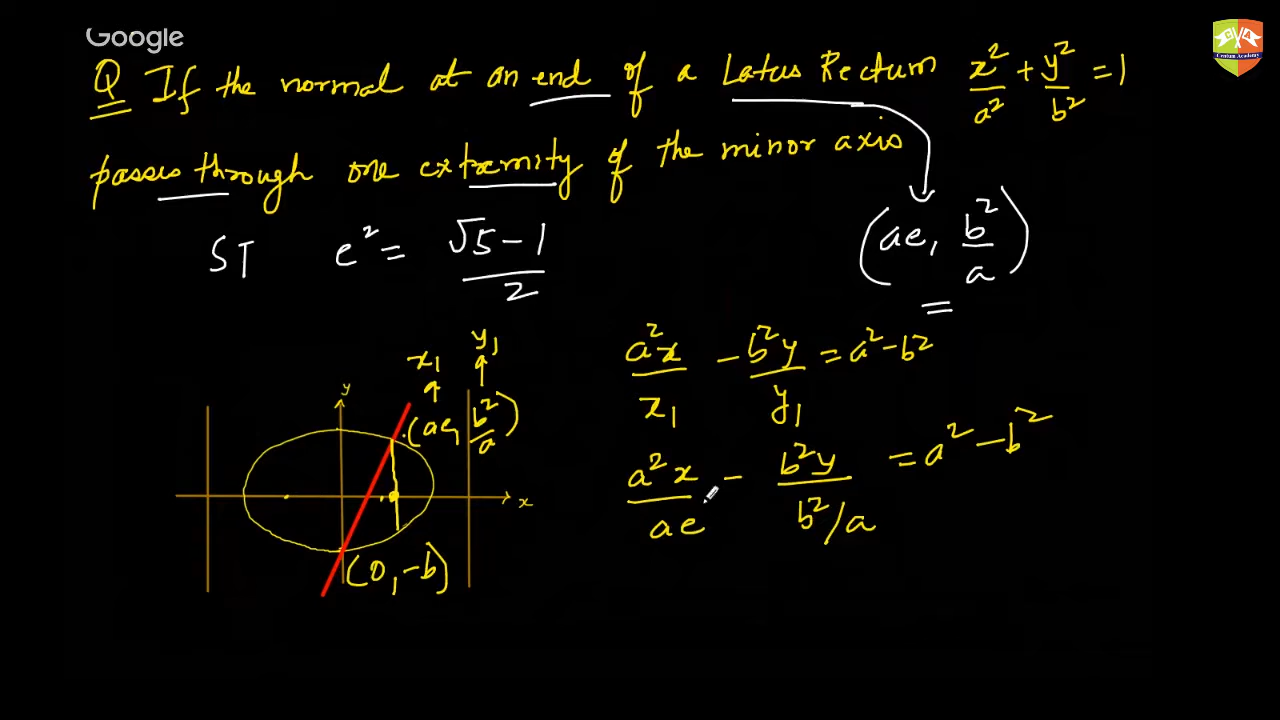 Google
Q If the normal at an end of a Latus Rectum x²/a² + y²/b² = 1
passes through one extremity of the minor axis
ST e² = (√5 - 1)/2
(ae, b²/a)
=
a²x/x₁ - b²y/y₁ = a² - b²
a²x/ae - b²y/(b²/a) = a² - b²
x₁ y₁
y
(ae, b²/a)
x
(0, -b)